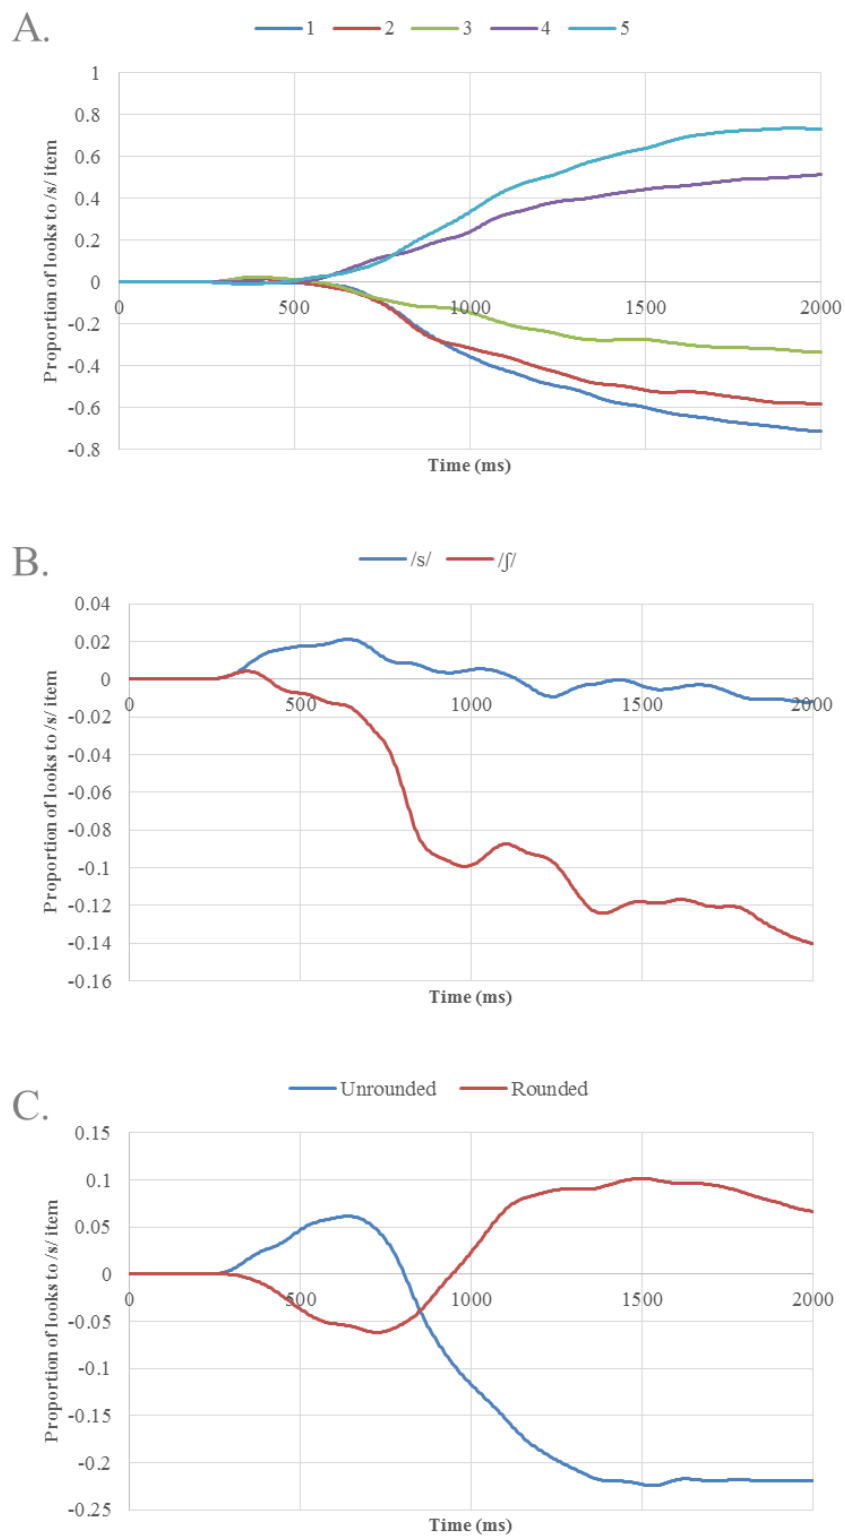 A.
1 2 3 4 5
1
0.8
0.6
0.4
0.2
0
-0.2
-0.4
-0.6
-0.8
0 500 1000 1500 2000
Proportion of looks to /s/ item
Time (ms)
B.
/s/ /ʃ/
0.04
0.02
0
-0.02
-0.04
-0.06
-0.08
-0.1
-0.12
-0.14
-0.16
0 500 1000 1500 2000
Proportion of looks to /s/ item
Time (ms)
C.
Unrounded Rounded
0.15
0.1
0.05
0
-0.05
-0.1
-0.15
-0.2
-0.25
0 500 1000 1500 2000
Proportion of looks to /s/ item
Time (ms)